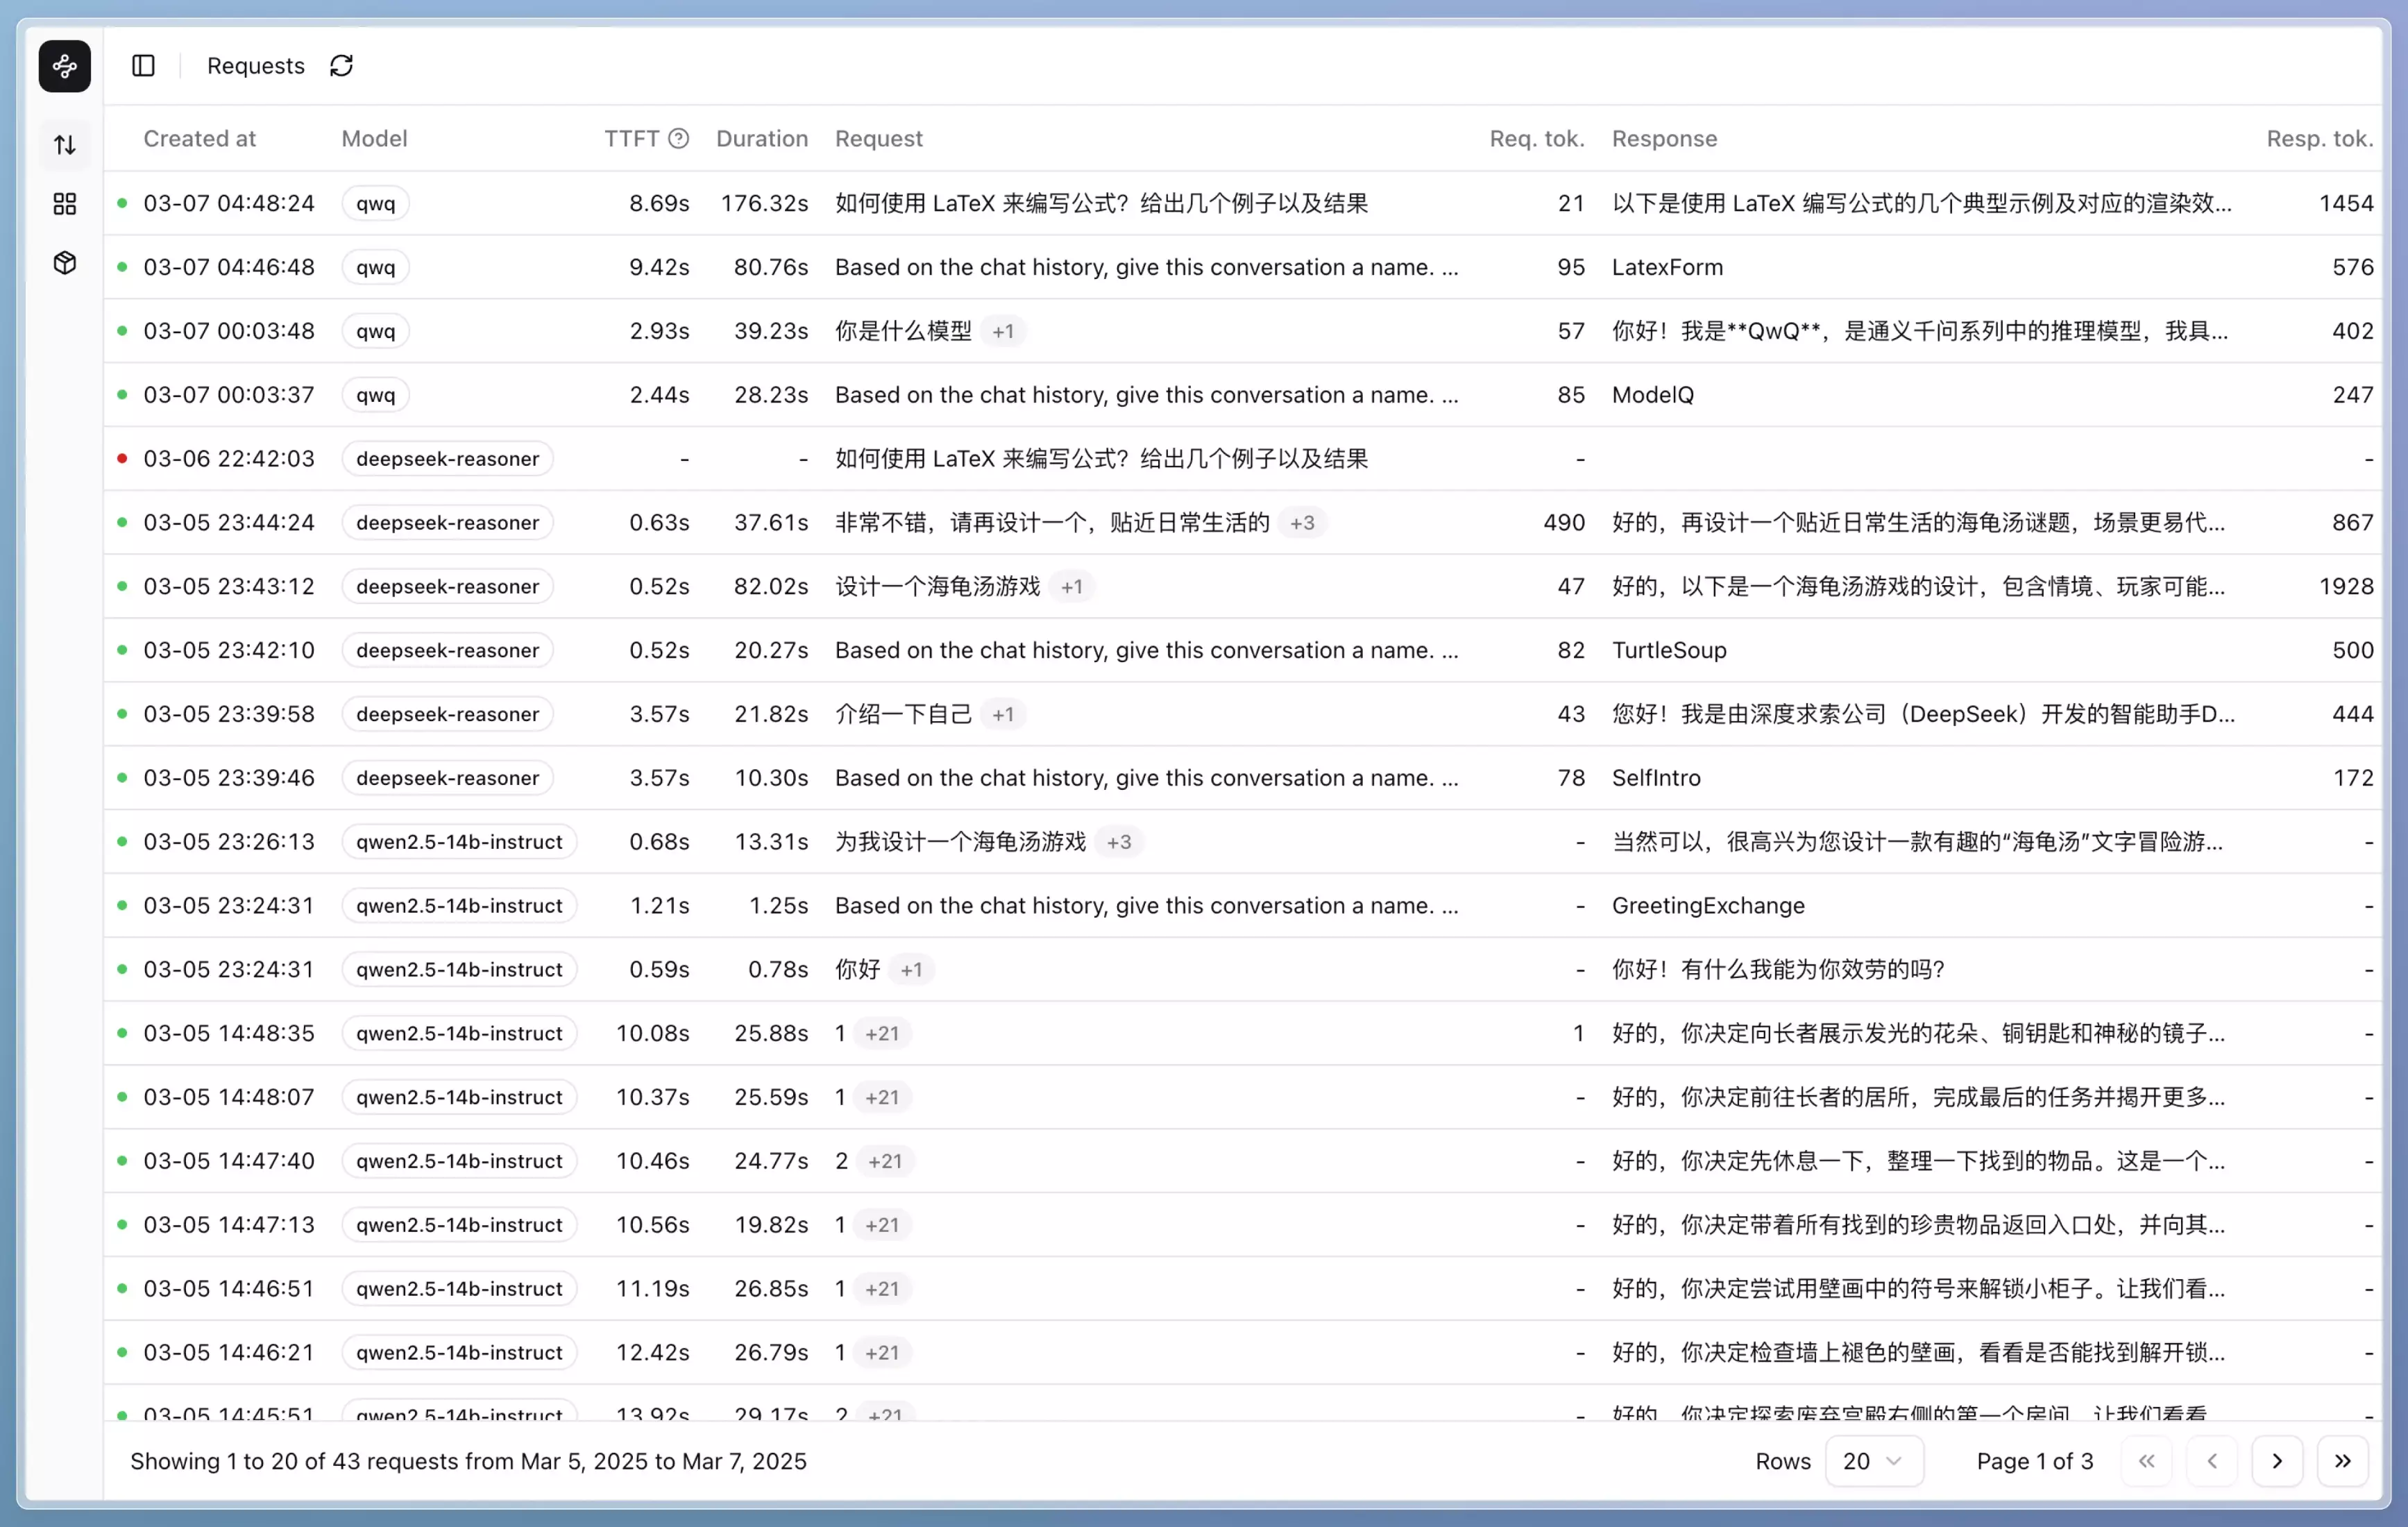 Requests
Created at Model TTFT Duration Request Req. tok. Response Resp. tok.
03-07 04:48:24 qwq 8.69s 176.32s 如何使用 LaTeX 来编写公式？给出几个例子以及结果 21 以下是使用 LaTeX 编写公式的几个典型示例及对应的渲染效... 1454
03-07 04:46:48 qwq 9.42s 80.76s Based on the chat history, give this conversation a name. ... 95 LatexForm 576
03-07 00:03:48 qwq 2.93s 39.23s 你是什么模型 +1 57 你好！我是**QwQ**，是通义千问系列中的推理模型，我具... 402
03-07 00:03:37 qwq 2.44s 28.23s Based on the chat history, give this conversation a name. ... 85 ModelQ 247
03-06 22:42:03 deepseek-reasoner - - 如何使用 LaTeX 来编写公式？给出几个例子以及结果 - -
03-05 23:44:24 deepseek-reasoner 0.63s 37.61s 非常不错，请再设计一个，贴近日常生活的 +3 490 好的，再设计一个贴近日常生活的海龟汤谜题，场景更易代... 867
03-05 23:43:12 deepseek-reasoner 0.52s 82.02s 设计一个海龟汤游戏 +1 47 好的，以下是一个海龟汤游戏的设计，包含情境、玩家可能... 1928
03-05 23:42:10 deepseek-reasoner 0.52s 20.27s Based on the chat history, give this conversation a name. ... 82 TurtleSoup 500
03-05 23:39:58 deepseek-reasoner 3.57s 21.82s 介绍一下自己 +1 43 您好！我是由深度求索公司（DeepSeek）开发的智能助手D... 444
03-05 23:39:46 deepseek-reasoner 3.57s 10.30s Based on the chat history, give this conversation a name. ... 78 SelfIntro 172
03-05 23:26:13 qwen2.5-14b-instruct 0.68s 13.31s 为我设计一个海龟汤游戏 +3 - 当然可以，很高兴为您设计一款有趣的“海龟汤”文字冒险游... -
03-05 23:24:31 qwen2.5-14b-instruct 1.21s 1.25s Based on the chat history, give this conversation a name. ... - GreetingExchange -
03-05 23:24:31 qwen2.5-14b-instruct 0.59s 0.78s 你好 +1 - 你好！有什么我能为你效劳的吗？ -
03-05 14:48:35 qwen2.5-14b-instruct 10.08s 25.88s 1 +21 1 好的，你决定向长者展示发光的花朵、铜钥匙和神秘的镜子... -
03-05 14:48:07 qwen2.5-14b-instruct 10.37s 25.59s 1 +21 - 好的，你决定前往长者的居所，完成最后的任务并揭开更多... -
03-05 14:47:40 qwen2.5-14b-instruct 10.46s 24.77s 2 +21 - 好的，你决定先休息一下，整理一下找到的物品。这是一个... -
03-05 14:47:13 qwen2.5-14b-instruct 10.56s 19.82s 1 +21 - 好的，你决定带着所有找到的珍贵物品返回入口处，并向其... -
03-05 14:46:51 qwen2.5-14b-instruct 11.19s 26.85s 1 +21 - 好的，你决定尝试用壁画中的符号来解锁小柜子。让我们看... -
03-05 14:46:21 qwen2.5-14b-instruct 12.42s 26.79s 1 +21 - 好的，你决定检查墙上褪色的壁画，看看是否能找到解开锁... -
03-05 14:45:51 qwen2.5-14b-instruct 13.92s 29.17s 2 +21 - 好的，你决定探索废弃宫殿右侧的第一个房间，让我们看看 -
Showing 1 to 20 of 43 requests from Mar 5, 2025 to Mar 7, 2025 Rows 20 Page 1 of 3